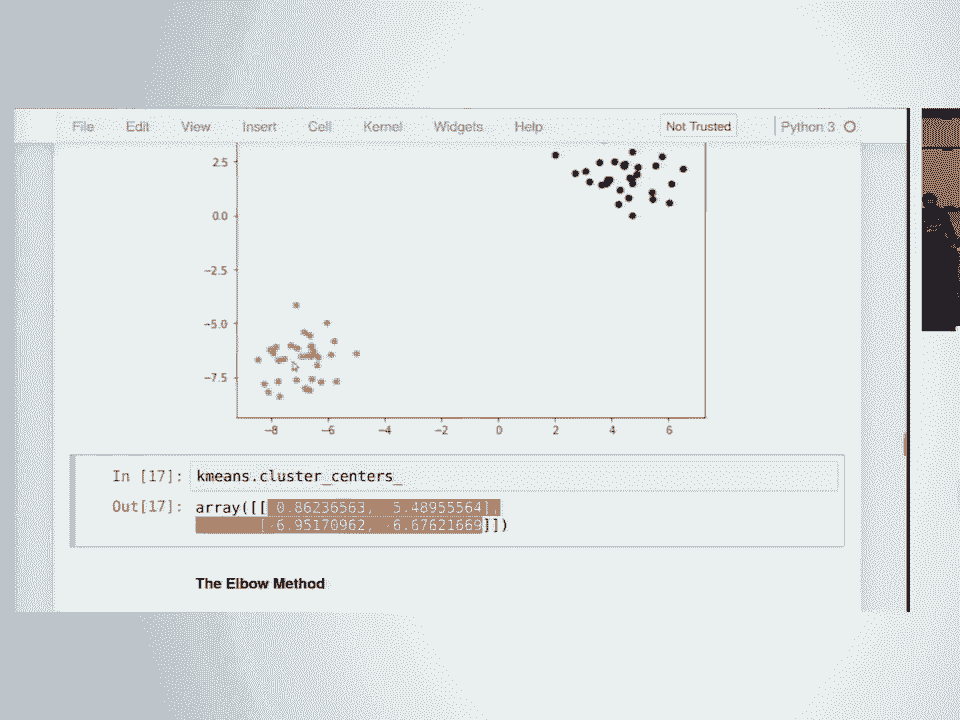 File Edit View Insert Cell Kernel Widgets Help Not Trusted Python 3
2.5
0.0
−2.5
−5.0
−7.5
−8 −6 −4 −2 0 2 4 6
In [17]: kmeans.cluster_centers_
Out[17]: array([[ 0.86236563, 5.48955564],
[-6.95170962, -6.67621669]])
The Elbow Method